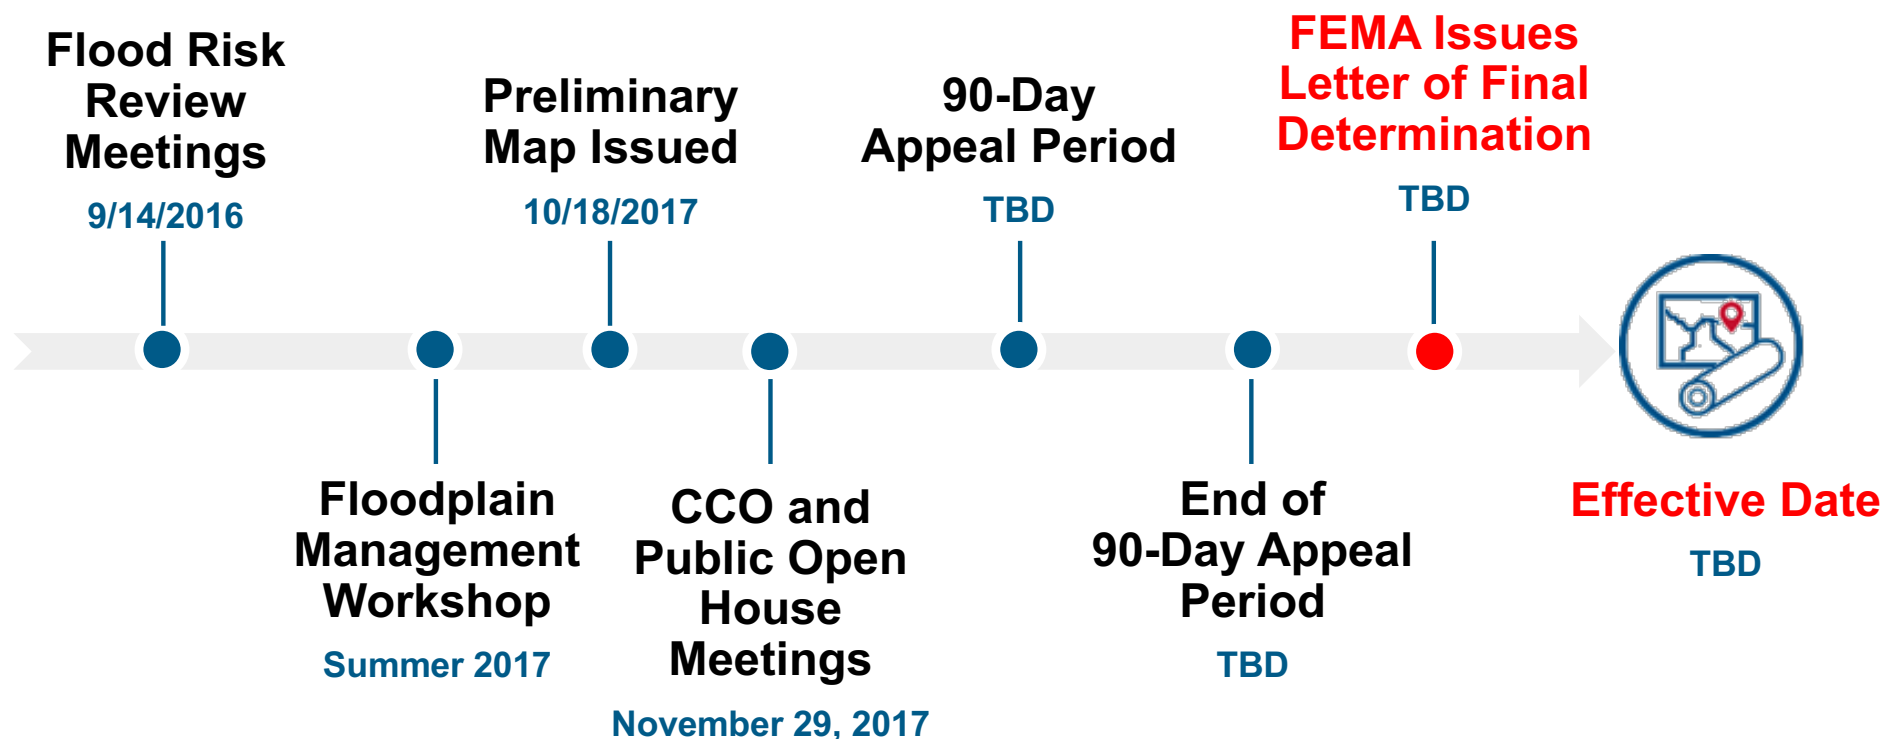 Flood Risk
Review
Meetings
9/14/2016
Floodplain
Management
Workshop
Summer 2017
Preliminary
Map Issued
10/18/2017
CCO and
Public Open
House
Meetings
November 29, 2017
90-Day
Appeal Period
TBD
End of
90-Day Appeal
Period
TBD
FEMA Issues
Letter of Final
Determination
TBD
Effective Date
TBD